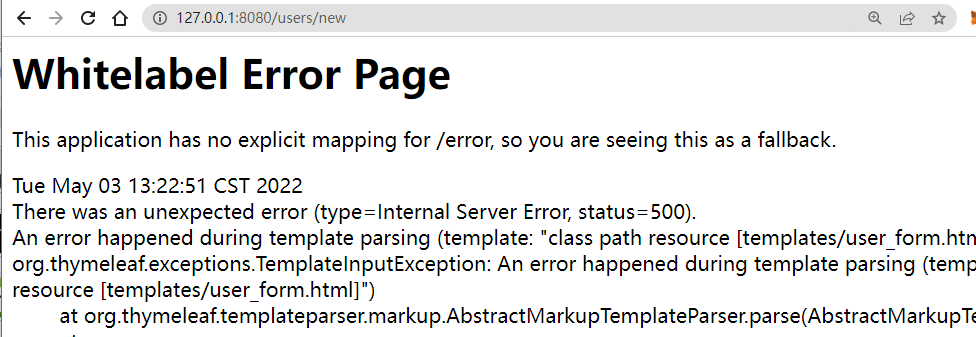 127.0.0.1:8080/users/new
Whitelabel Error Page
This application has no explicit mapping for /error, so you are seeing this as a fallback.
Tue May 03 13:22:51 CST 2022
There was an unexpected error (type=Internal Server Error, status=500).
An error happened during template parsing (template: "class path resource [templates/user_form.htm
org.thymeleaf.exceptions.TemplateInputException: An error happened during template parsing (temp
resource [templates/user_form.html]")
at org.thymeleaf.templateparser.markup.AbstractMarkupTemplateParser.parse(AbstractMarkupTe